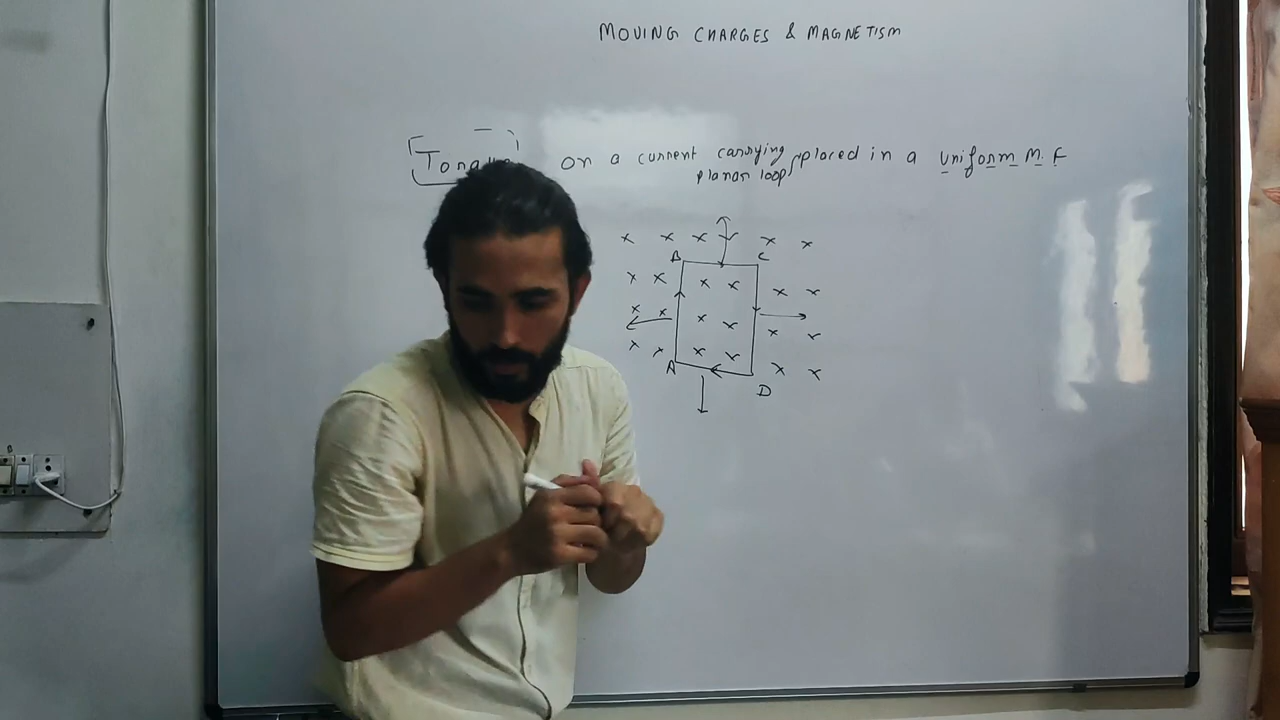 MOVING CHARGES & MAGNETISM
on a current carrying placed in a uniform M.F
planar loop
x x x x x x
B C
x x x x x x
x x x x x x
x x x x x x
A D